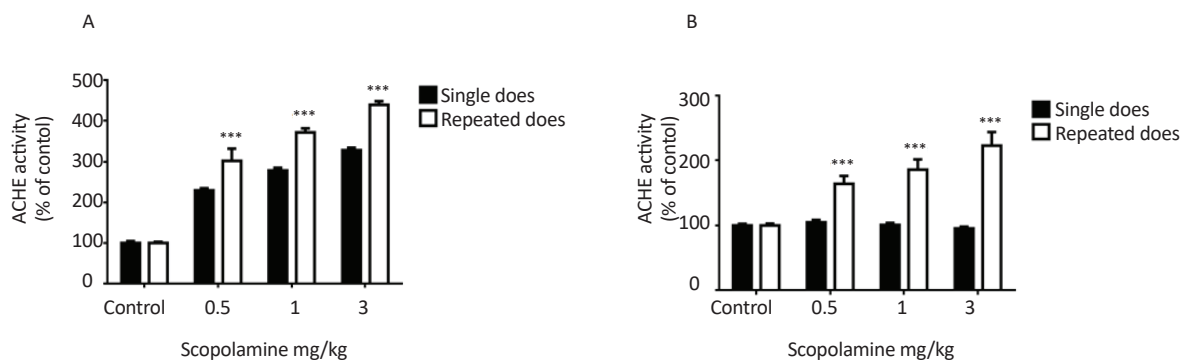 A
ACHE activity
(% of control)
500
400
300
200
100
0
***
***
***
Single does
Repeated does
Control
0.5
1
3
Scopolamine mg/kg
B
ACHE activity
(% of contol)
300
200
100
0
***
***
***
Single does
Repeated does
Control
0.5
1
3
Scopolamine mg/kg